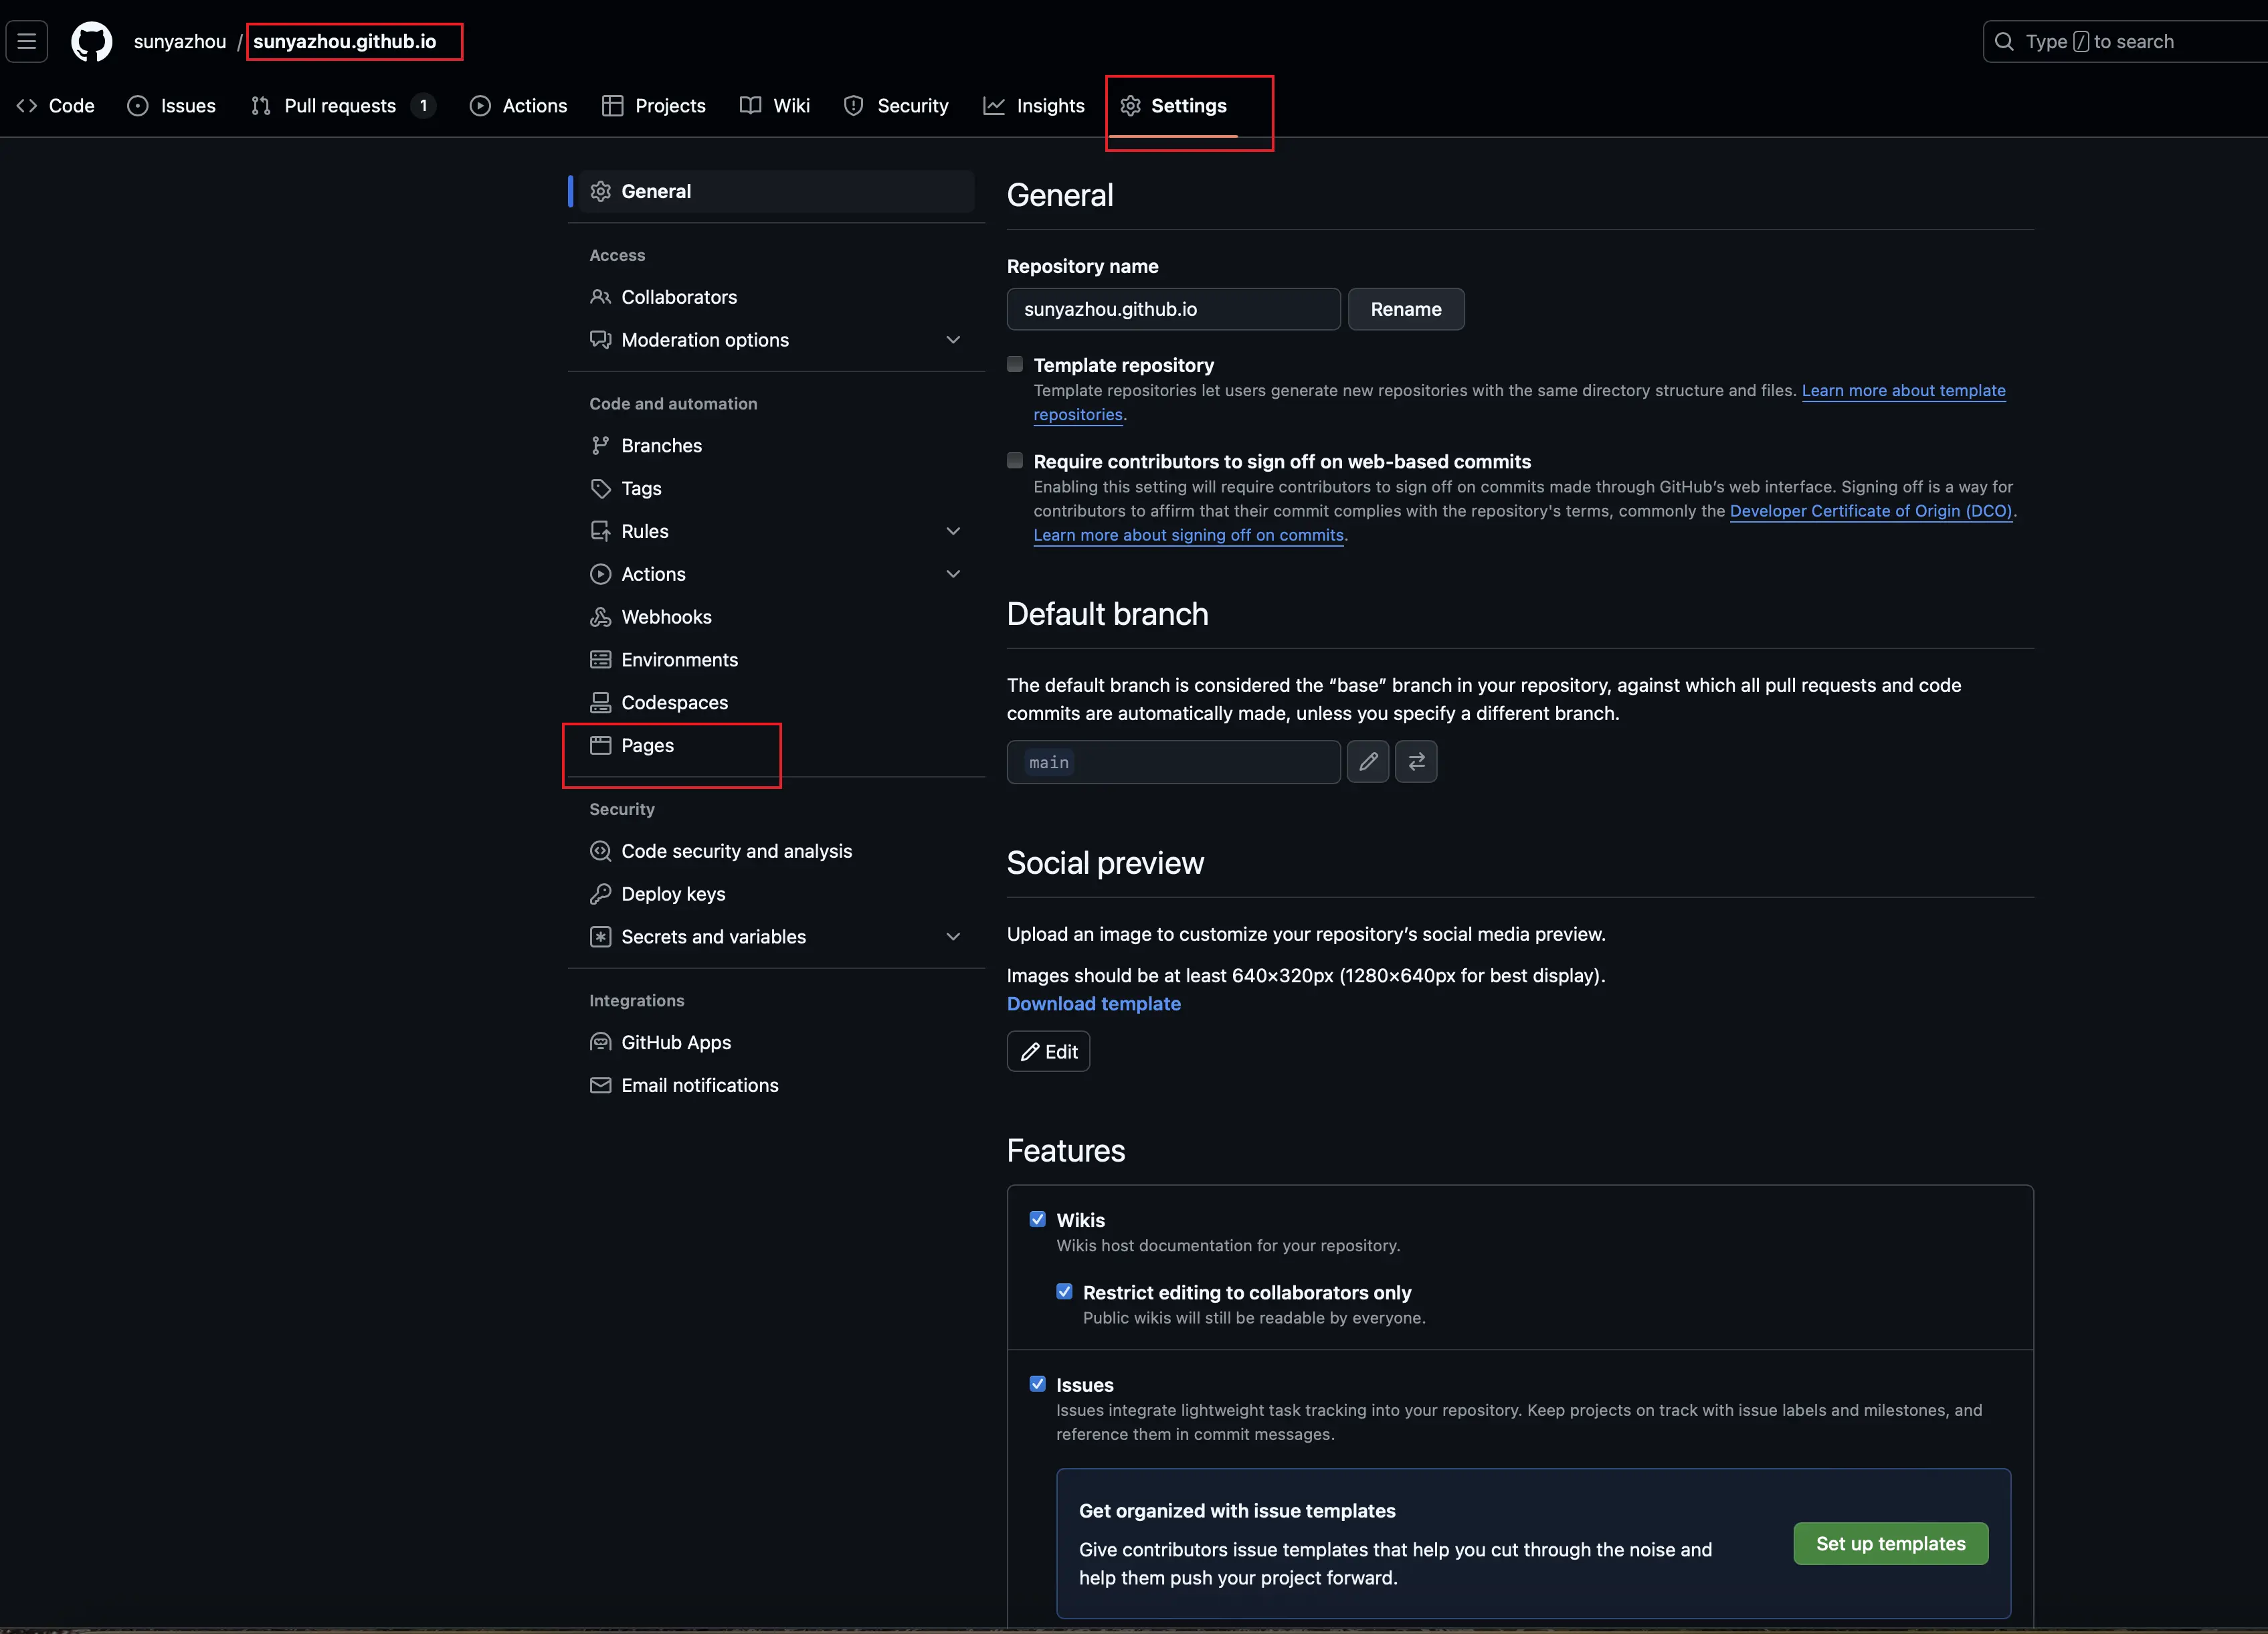 sunyazhou / sunyazhou.github.io
Type / to search
Code Issues Pull requests 1 Actions Projects Wiki Security Insights Settings
General
Access
Collaborators
Moderation options
Code and automation
Branches
Tags
Rules
Actions
Webhooks
Environments
Codespaces
Pages
Security
Code security and analysis
Deploy keys
Secrets and variables
Integrations
GitHub Apps
Email notifications
General
Repository name
sunyazhou.github.io Rename
Template repository
Template repositories let users generate new repositories with the same directory structure and files. Learn more about template
repositories.
Require contributors to sign off on web-based commits
Enabling this setting will require contributors to sign off on commits made through GitHub’s web interface. Signing off is a way for
contributors to affirm that their commit complies with the repository's terms, commonly the Developer Certificate of Origin (DCO).
Learn more about signing off on commits.
Default branch
The default branch is considered the “base” branch in your repository, against which all pull requests and code
commits are automatically made, unless you specify a different branch.
main
Social preview
Upload an image to customize your repository’s social media preview.
Images should be at least 640×320px (1280×640px for best display).
Download template
Edit
Features
Wikis
Wikis host documentation for your repository.
Restrict editing to collaborators only
Public wikis will still be readable by everyone.
Issues
Issues integrate lightweight task tracking into your repository. Keep projects on track with issue labels and milestones, and
reference them in commit messages.
Get organized with issue templates
Give contributors issue templates that help you cut through the noise and
help them push your project forward.
Set up templates